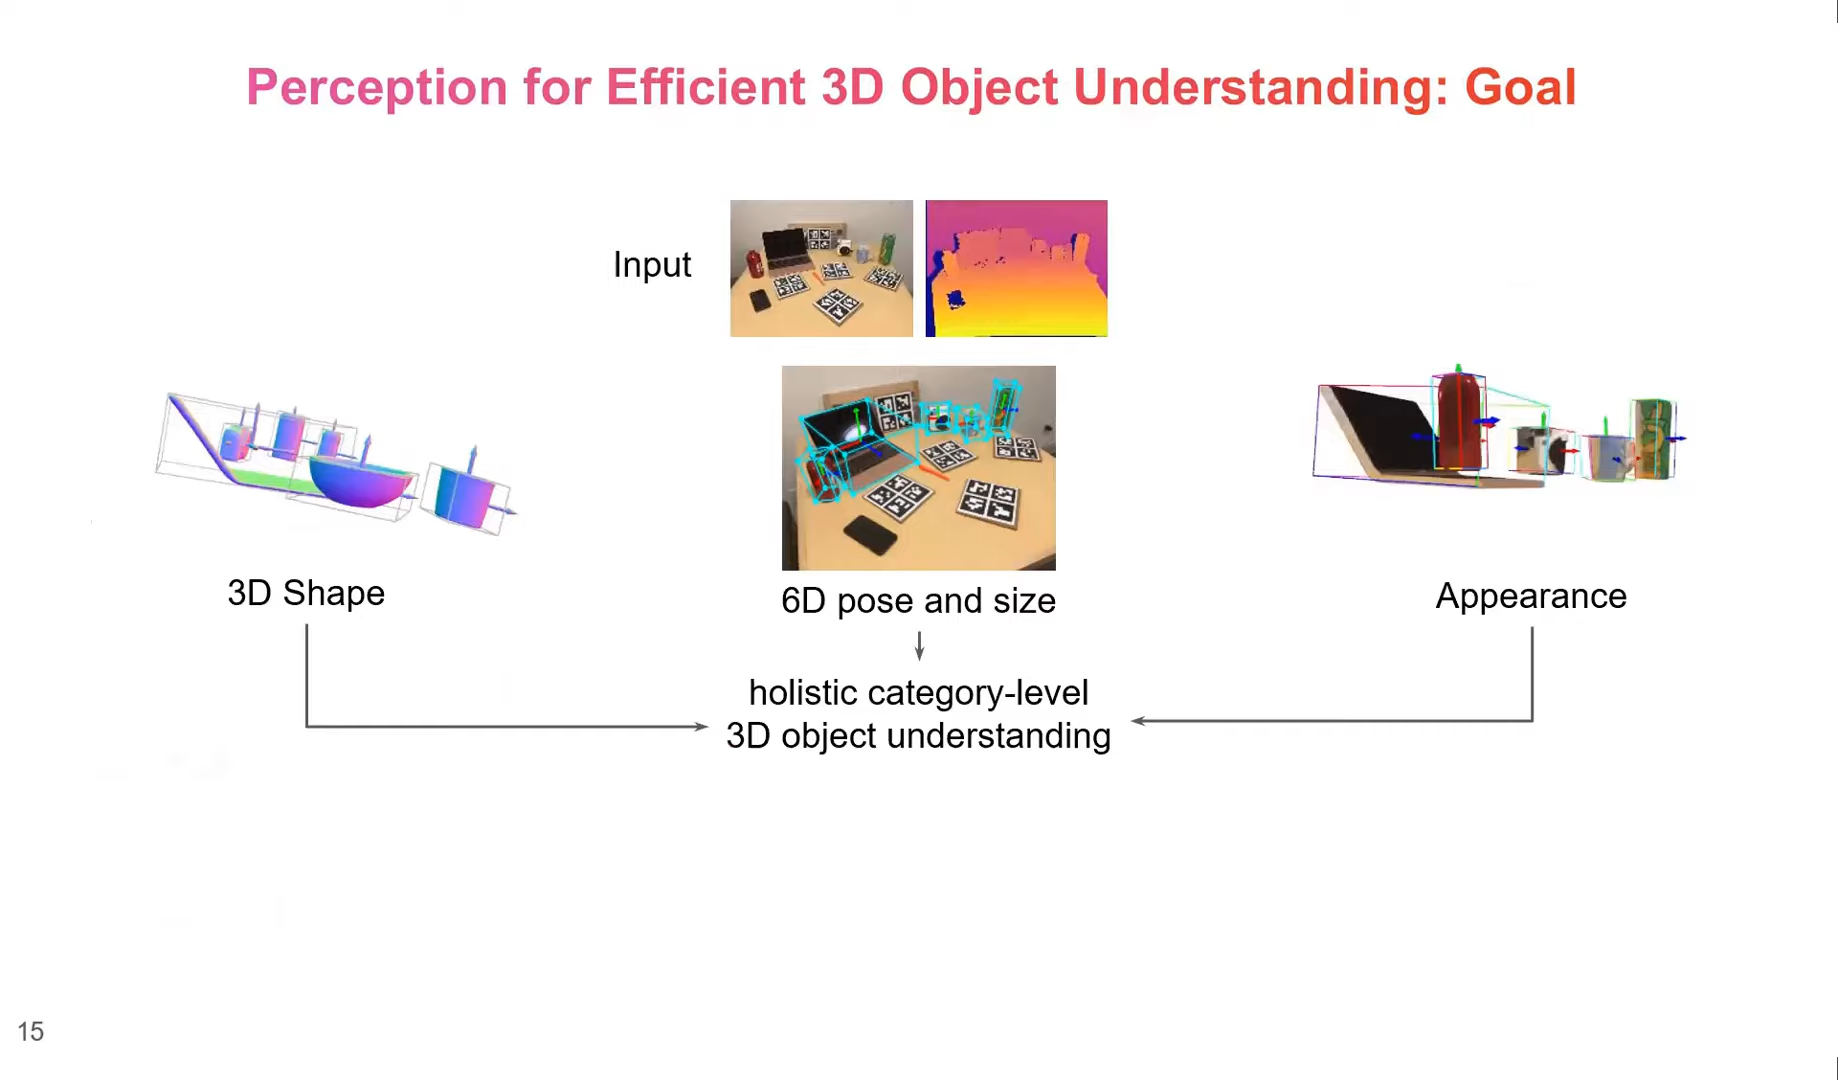 Perception for Efficient 3D Object Understanding: Goal
Input
3D Shape
6D pose and size
Appearance
holistic category-level
3D object understanding
15